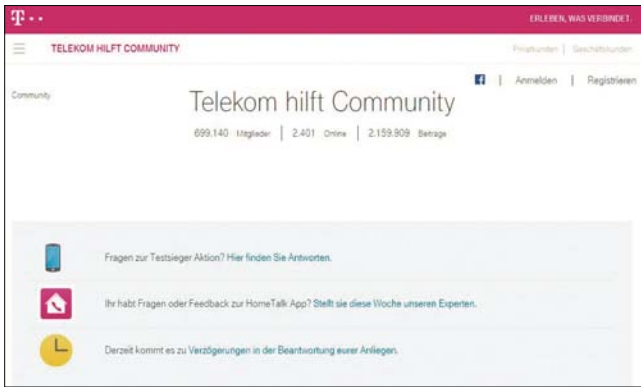 T
ERLEBEN, WAS VERBINDET.
TELEKOM HILFT COMMUNITY
Privatkunden | Geschäftskunden
f | Anmelden | Registrieren
Community
Telekom hilft Community
699.140 Mitglieder | 2.401 Online | 2.159.909 Beiträge
Fragen zur Testsieger Aktion? Hier finden Sie Antworten.
Ihr habt Fragen oder Feedback zur HomeTalk App? Stellt sie diese Woche unseren Experten.
Derzeit kommt es zu Verzögerungen in der Beantwortung eurer Anliegen.